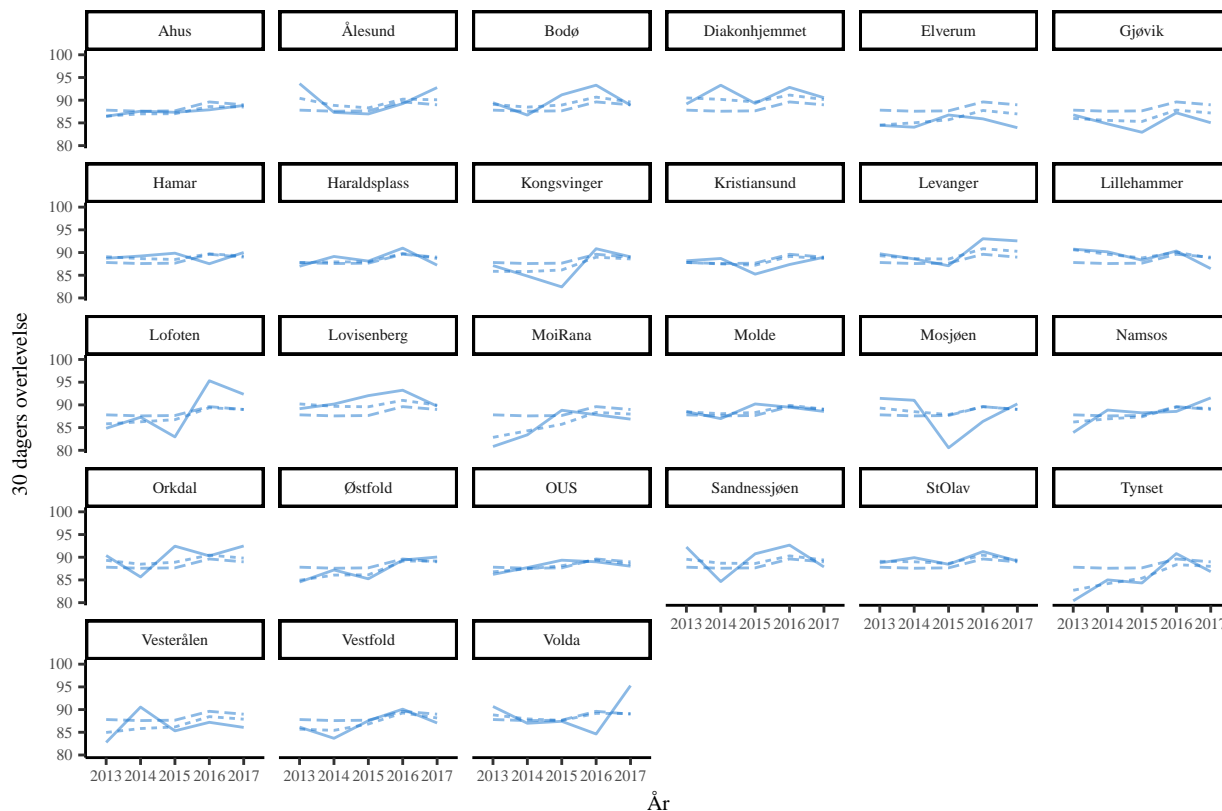 Ahus Ålesund Bodø Diakonhjemmet Elverum Gjøvik
100
95
90
85
80
Hamar Haraldsplass Kongsvinger Kristiansund Levanger Lillehammer
100
95
90
85
80
30 dagers overlevelse
Lofoten Lovisenberg MoiRana Molde Mosjøen Namsos
100
95
90
85
80
Orkdal Østfold OUS Sandnessjøen StOlav Tynset
100
95
90
85
80
2013 2014 2015 2016 2017 2013 2014 2015 2016 2017 2013 2014 2015 2016 2017
Vesterålen Vestfold Volda
100
95
90
85
80
2013 2014 2015 2016 2017 2013 2014 2015 2016 2017 2013 2014 2015 2016 2017
År